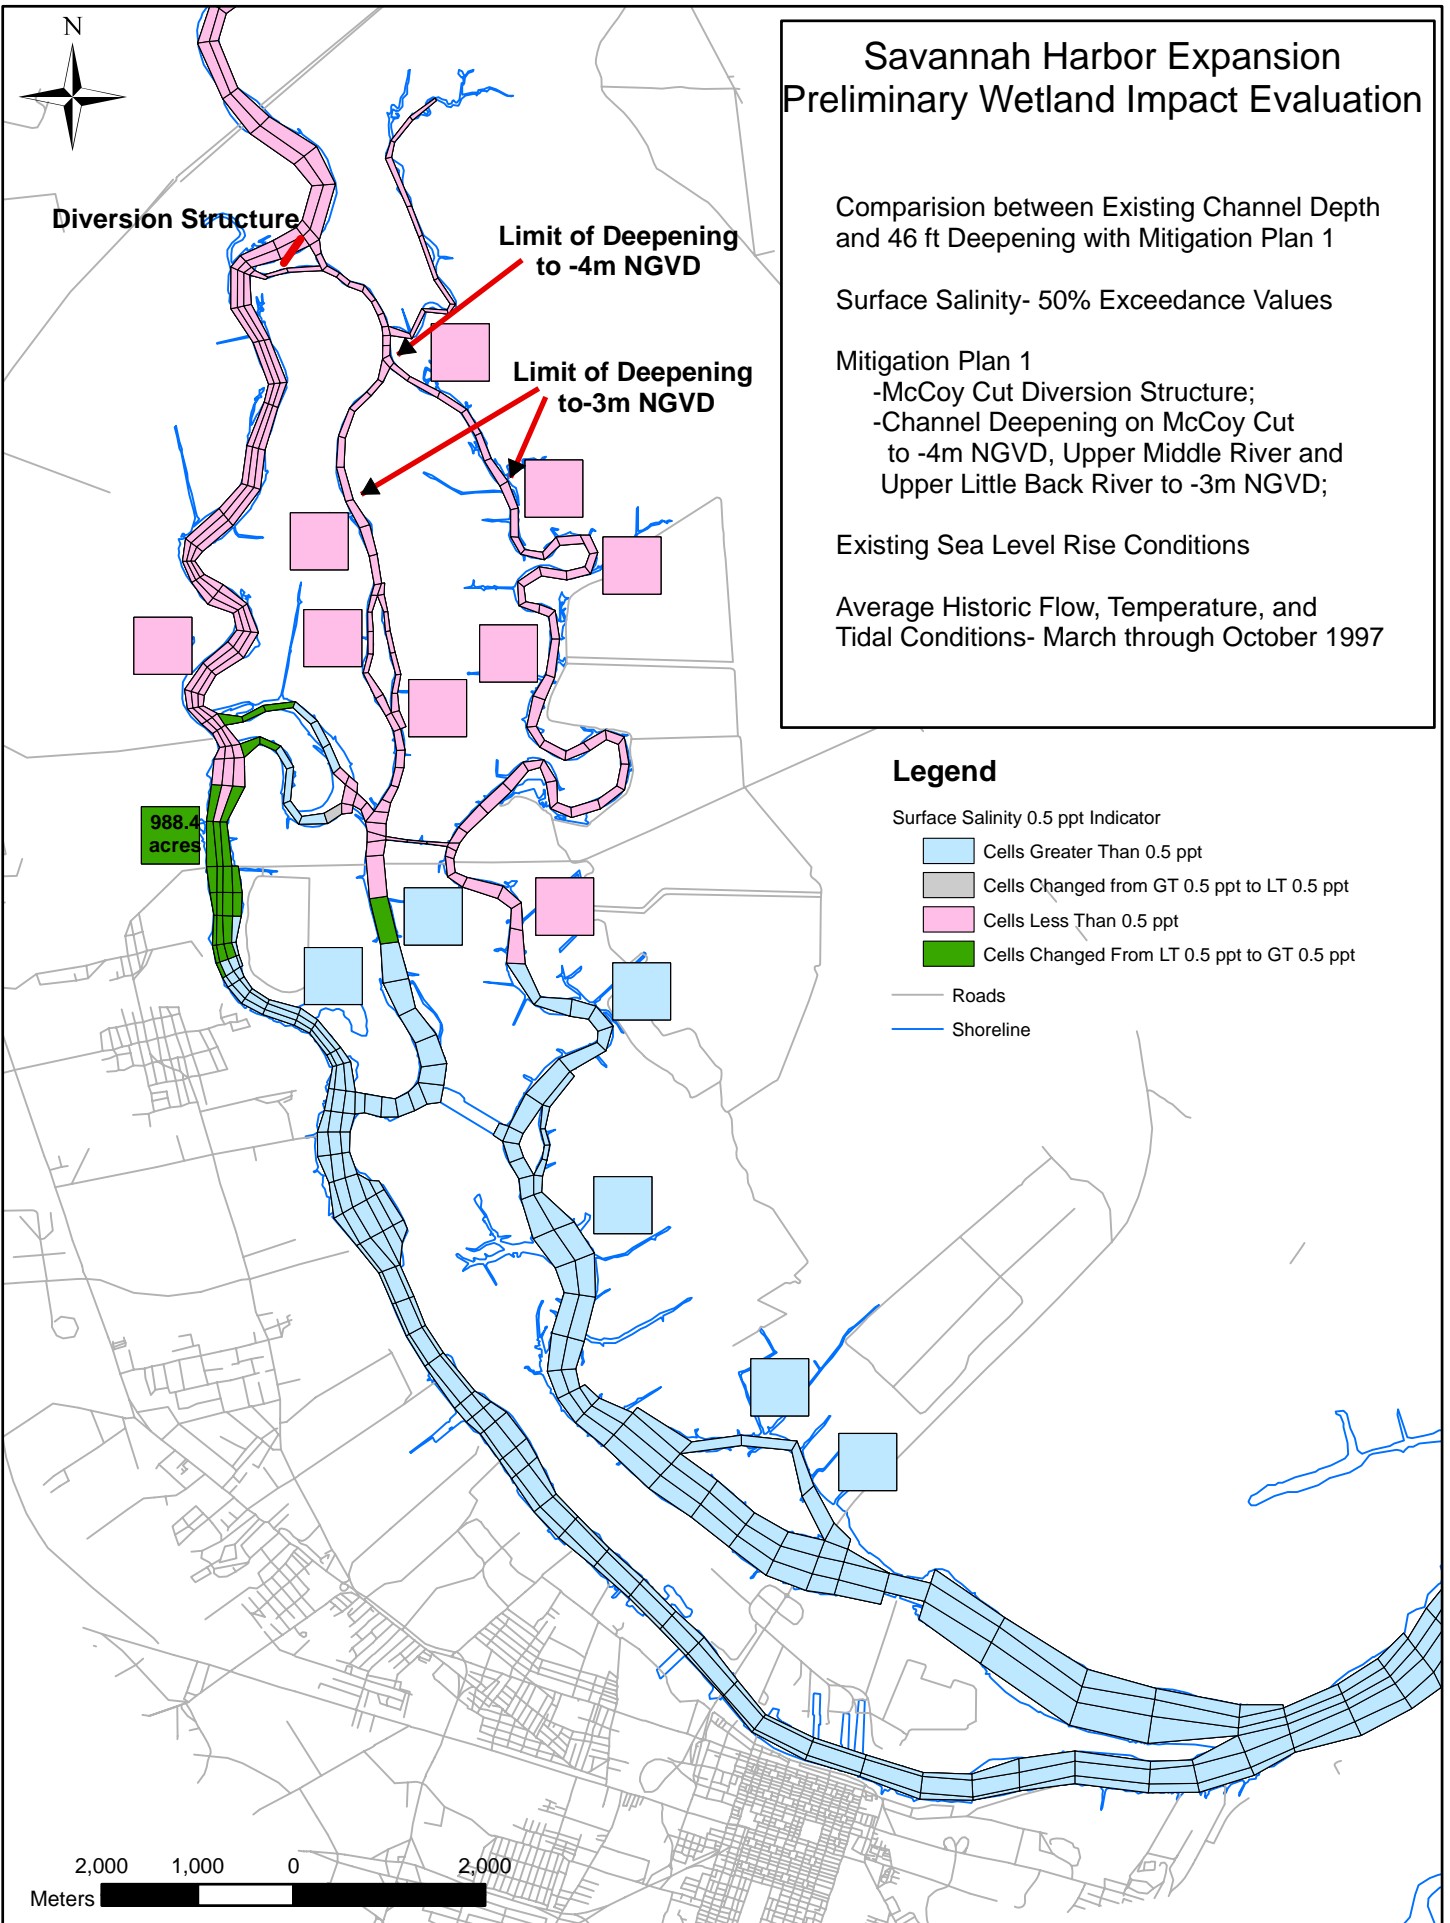 N
Savannah Harbor Expansion
Preliminary Wetland Impact Evaluation
Comparision between Existing Channel Depth
and 46 ft Deepening with Mitigation Plan 1
Surface Salinity- 50% Exceedance Values
Mitigation Plan 1
-McCoy Cut Diversion Structure;
-Channel Deepening on McCoy Cut
to -4m NGVD, Upper Middle River and
Upper Little Back River to -3m NGVD;
Existing Sea Level Rise Conditions
Average Historic Flow, Temperature, and
Tidal Conditions- March through October 1997
Diversion Structure
Limit of Deepening
to -4m NGVD
Limit of Deepening
to-3m NGVD
988.4
acres
Legend
Surface Salinity 0.5 ppt Indicator
Cells Greater Than 0.5 ppt
Cells Changed from GT 0.5 ppt to LT 0.5 ppt
Cells Less Than 0.5 ppt
Cells Changed From LT 0.5 ppt to GT 0.5 ppt
Roads
Shoreline
2,000 1,000 0 2,000
Meters